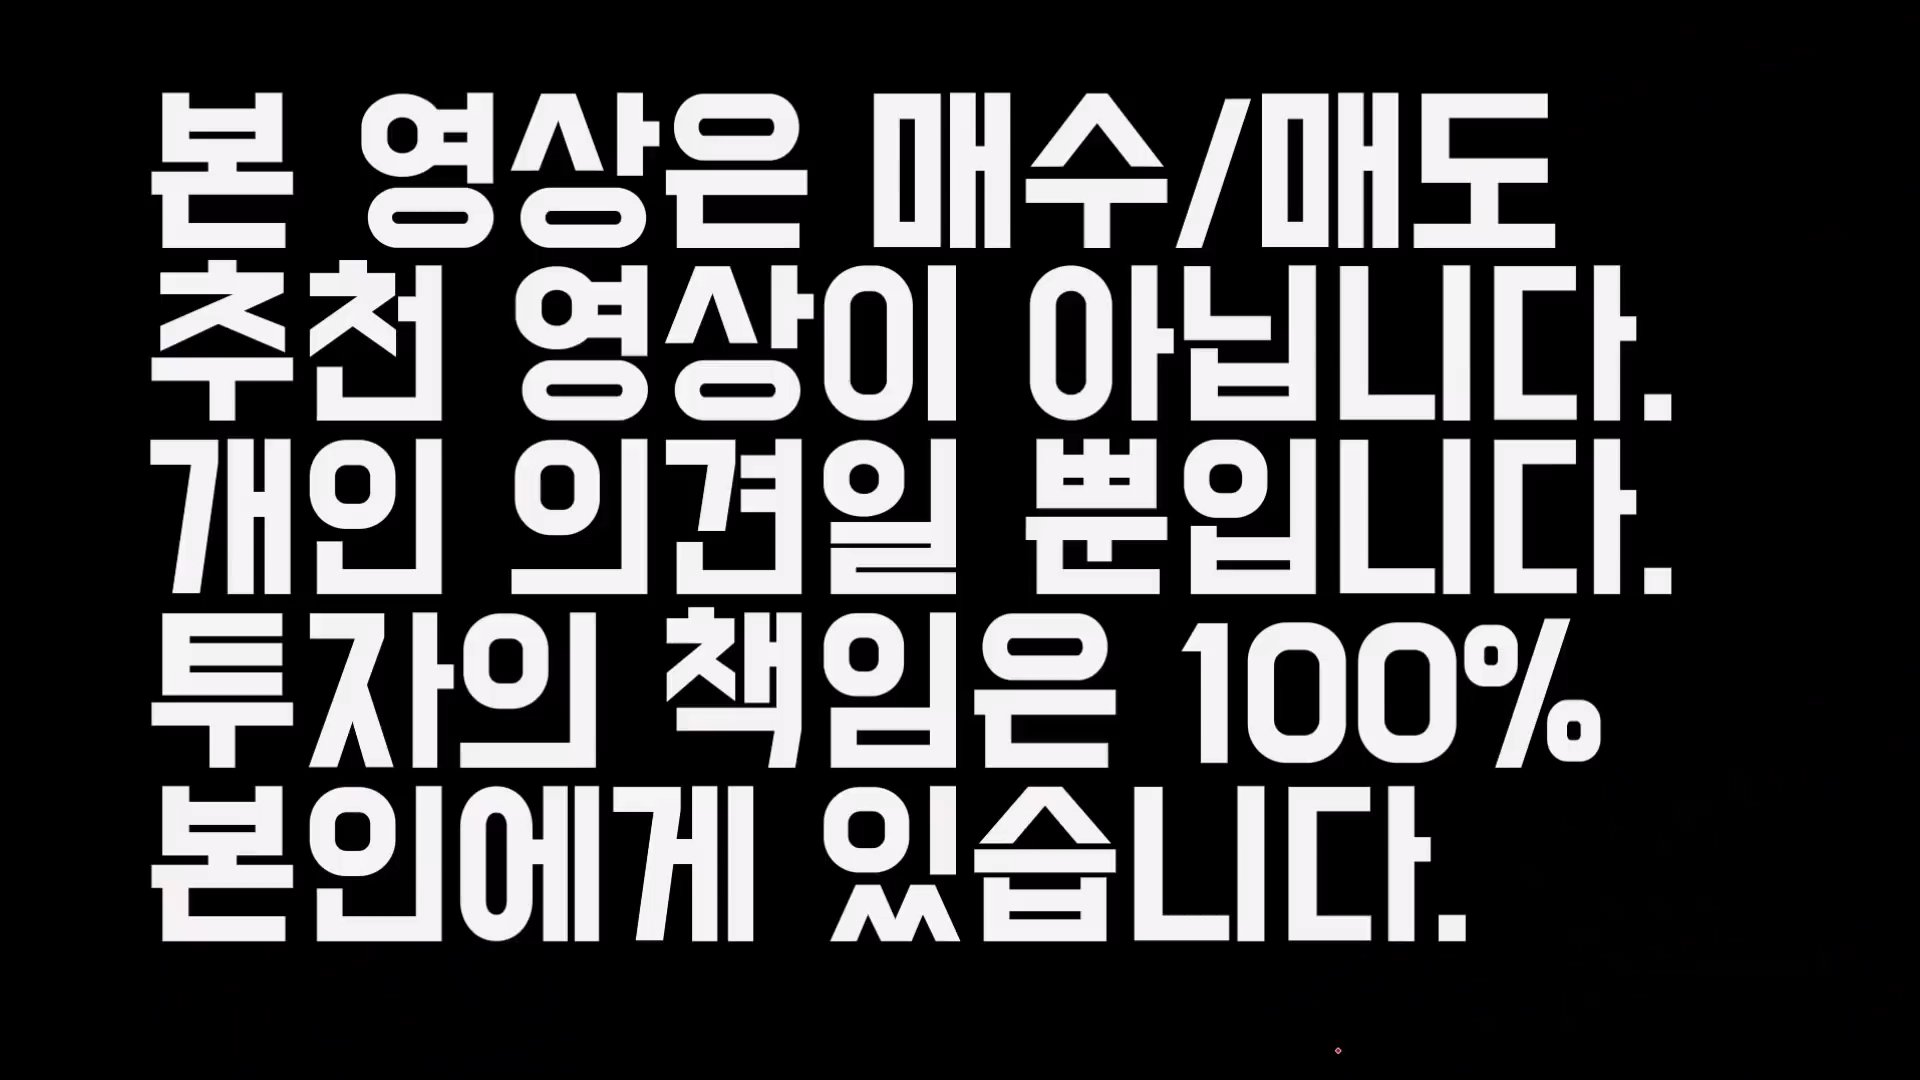 본 영상은 매수/매도
추천 영상이 아닙니다.
개인 의견일 뿐입니다.
투자의 책임은 100%
본인에게 있습니다.